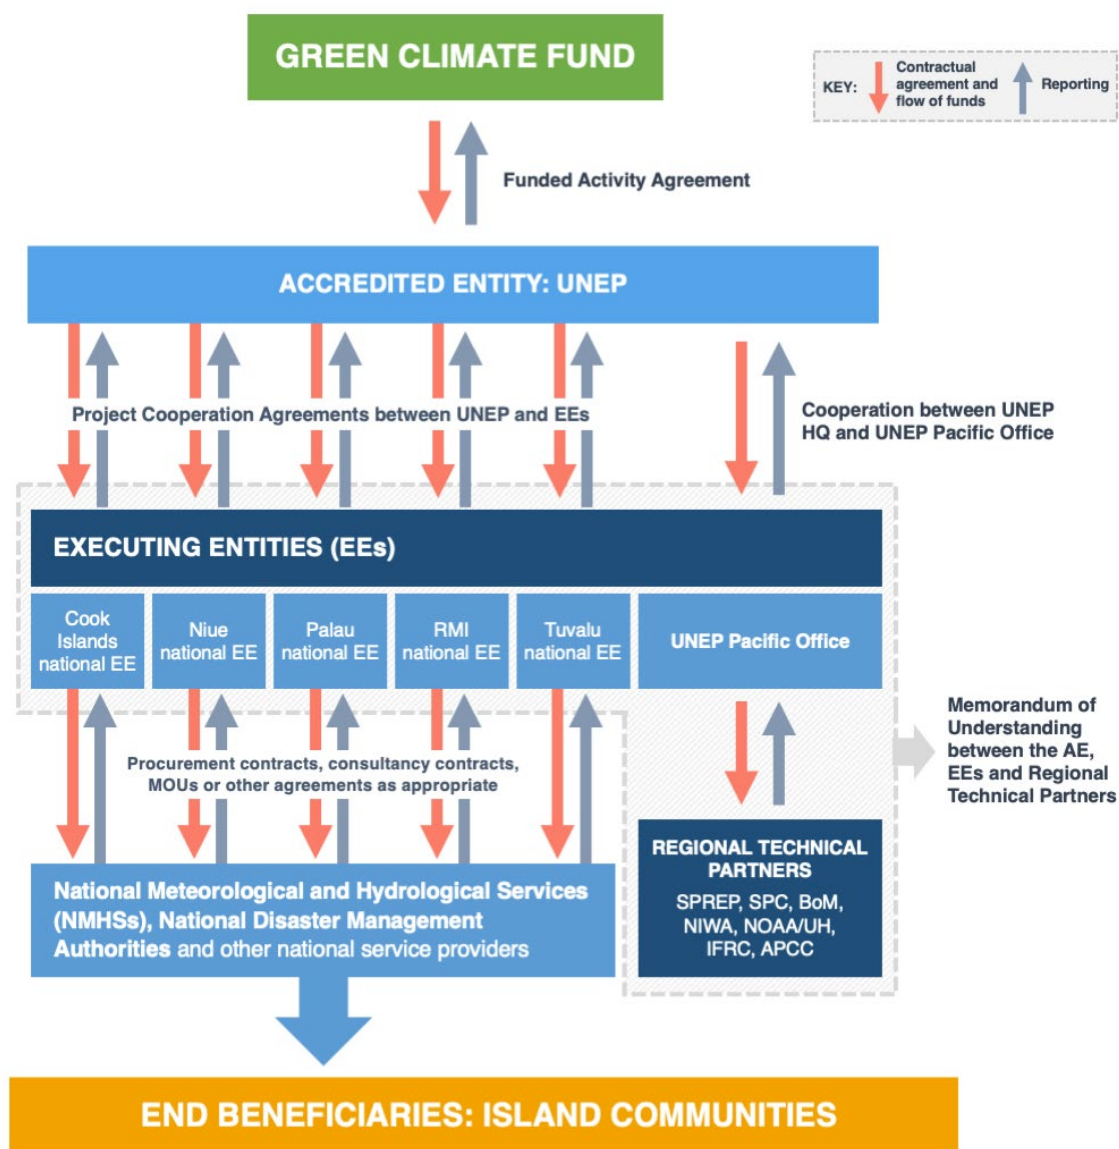 GREEN CLIMATE FUND
KEY:
Contractual
agreement and
flow of funds
Reporting
Funded Activity Agreement
ACCREDITED ENTITY: UNEP
Project Cooperation Agreements between UNEP and EEs
Cooperation between UNEP
HQ and UNEP Pacific Office
EXECUTING ENTITIES (EEs)
Cook
Islands
national EE
Niue
national EE
Palau
national EE
RMI
national EE
Tuvalu
national EE
UNEP Pacific Office
Procurement contracts, consultancy contracts,
MOUs or other agreements as appropriate
Memorandum of
Understanding
between the AE,
EEs and Regional
Technical Partners
National Meteorological and Hydrological Services
(NMHSs), National Disaster Management
Authorities and other national service providers
REGIONAL TECHNICAL
PARTNERS
SPREP, SPC, BoM,
NIWA, NOAA/UH,
IFRC, APCC
END BENEFICIARIES: ISLAND COMMUNITIES